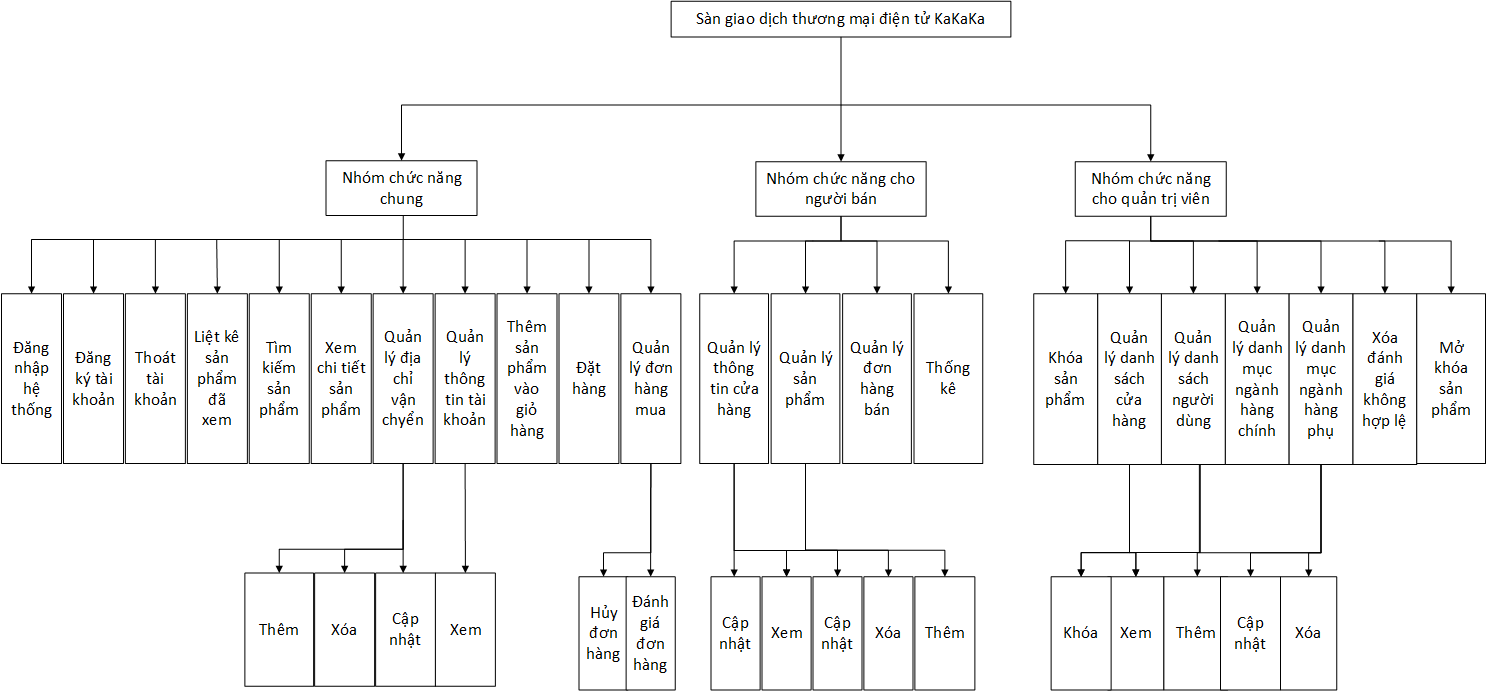 Sàn giao dịch thương mại điện tử KaKaKa
Nhóm chức năng
chung
Nhóm chức năng cho
người bán
Nhóm chức năng
cho quản trị viên
Đăng
nhập
hệ
thống
Đăng
ký tài
khoản
Thoát
tài
khoản
Liệt kê
sản
phẩm
đã
xem
Tìm
kiếm
sản
phẩm
Xem
chi tiết
sản
phẩm
Quản
lý địa
chỉ
vận
chyển
Quản
lý
thông
tin tài
khoản
Thêm
sản
phẩm
vào
giỏ
hàng
Đặt
hàng
Quản
lý đơn
hàng
mua
Quản lý
thông
tin cửa
hàng
Quản lý
sản
phẩm
Quản lý
đơn
hàng
bán
Thống
kê
Khóa
sản
phẩm
Quản
lý danh
sách
cửa
hàng
Quản
lý danh
sách
người
dùng
Quản
lý danh
mục
ngành
hàng
chính
Quản
lý danh
mục
ngành
hàng
phụ
Xóa
đánh
giá
không
hợp lệ
Mở
khóa
sản
phẩm
Thêm
Xóa
Cập
nhật
Xem
Hủy
đơn
hàng
Đánh
giá
đơn
hàng
Cập
nhật
Xem
Cập
nhật
Xóa
Thêm
Khóa
Xem
Thêm
Cập
nhật
Xóa